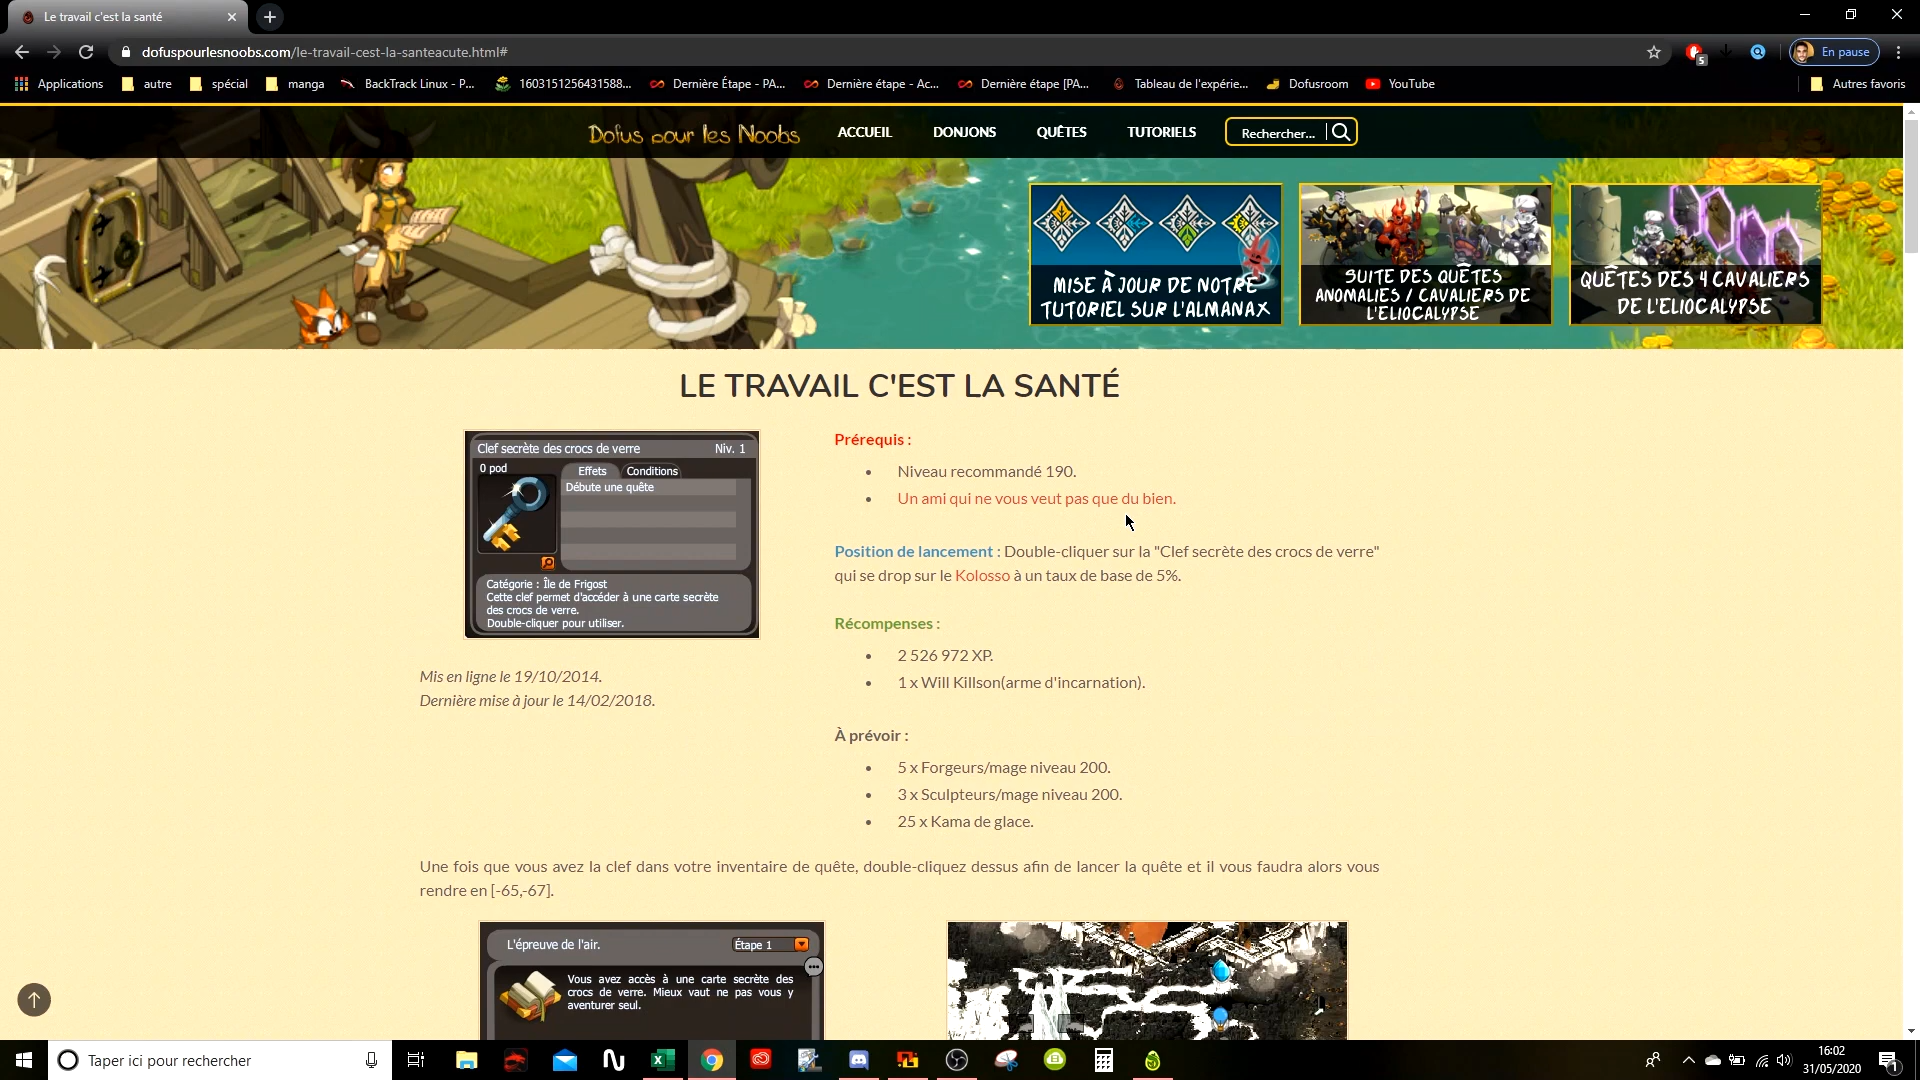 Le travail c'est la santé
dofuspourlesnoobs.com/le-travail-cest-la-santeacute.html#
5
En pause
Applications
autre
spécial
manga
BackTrack Linux - P...
1603151256431588...
Dernière Étape - PA...
Dernière étape - Ac...
Dernière étape [PA...
Tableau de l'expérie...
Dofusroom
YouTube
Autres favoris
Dofus pour les Noobs
ACCUEIL
DONJONS
QUÊTES
TUTORIELS
Rechercher...
MISE À JOUR DE NOTRE
TUTORIEL SUR L'ALMANAX
SUITE DES QUÊTES
ANOMALIES / CAVALIERS DE
L'ELIOCALYPSE
QUÊTES DES 4 CAVALIERS
DE L'ELIOCALYPSE
LE TRAVAIL C'EST LA SANTÉ
Clef secrète des crocs de verre
Niv. 1
0 pod
Effets
Conditions
Débute une quête
Catégorie : Île de Frigost
Cette clef permet d'accéder à une carte secrète
des crocs de verre.
Double-cliquer pour utiliser.
Mis en ligne le 19/10/2014.
Dernière mise à jour le 14/02/2018.
Prérequis :
Niveau recommandé 190.
Un ami qui ne vous veut pas que du bien.
Position de lancement : Double-cliquer sur la "Clef secrète des crocs de verre"
qui se drop sur le Kolosso à un taux de base de 5%.
Récompenses :
2 526 972 XP.
1 x Will Killson(arme d'incarnation).
À prévoir :
5 x Forgeurs/mage niveau 200.
3 x Sculpteurs/mage niveau 200.
25 x Kama de glace.
Une fois que vous avez la clef dans votre inventaire de quête, double-cliquez dessus afin de lancer la quête et il vous faudra alors vous
rendre en [-65,-67].
L'épreuve de l'air.
Étape 1
Vous avez accès à une carte secrète des
crocs de verre. Mieux vaut ne pas vous y
aventurer seul.
Taper ici pour rechercher
16:02
31/05/2020
1